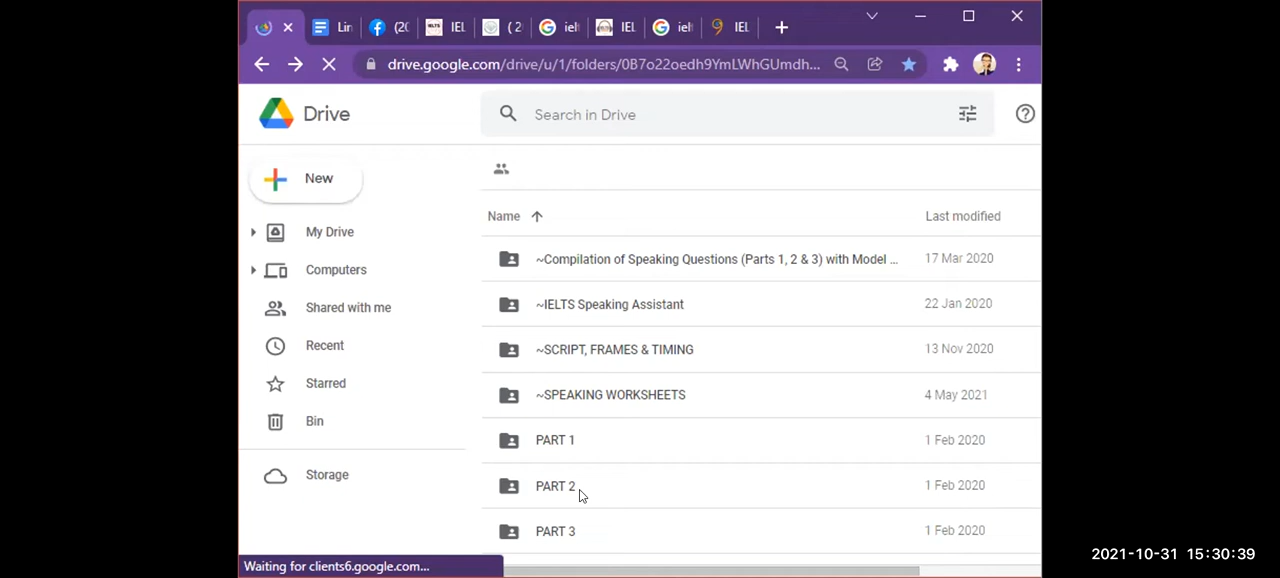 Lin
(20
IEL
( 2
iel
IEL
iel
IEL
drive.google.com/drive/u/1/folders/0B7o22oedh9YmLWhGUmdh...
Drive
Search in Drive
New
My Drive
Computers
Shared with me
Recent
Starred
Bin
Storage
Name
Last modified
~Compilation of Speaking Questions (Parts 1, 2 & 3) with Model ...
17 Mar 2020
~IELTS Speaking Assistant
22 Jan 2020
~SCRIPT, FRAMES & TIMING
13 Nov 2020
~SPEAKING WORKSHEETS
4 May 2021
PART 1
1 Feb 2020
PART 2
1 Feb 2020
PART 3
1 Feb 2020
Waiting for clients6.google.com...
2021-10-31 15:30:39